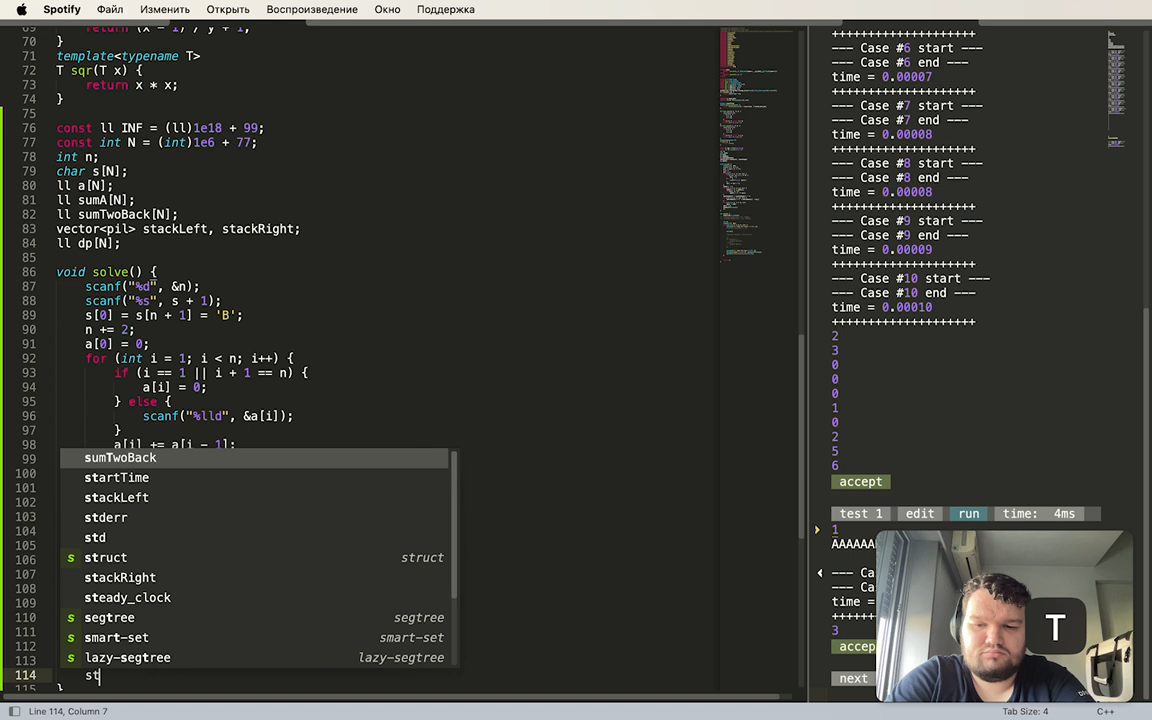 Spotify Файл Изменить Открыть Воспроизведение Окно Поддержка
69 return (x - 1) / y + 1;
70 }
71 template<typename T>
72 T sqr(T x) {
73 return x * x;
74 }
75
76 const ll INF = (ll)1e18 + 99;
77 const int N = (int)1e6 + 77;
78 int n;
79 char s[N];
80 ll a[N];
81 ll sumA[N];
82 ll sumTwoBack[N];
83 vector<pil> stackLeft, stackRight;
84 ll dp[N];
85
86 void solve() {
87 scanf("%d", &n);
88 scanf("%s", s + 1);
89 s[0] = s[n + 1] = 'B';
90 n += 2;
91 a[0] = 0;
92 for (int i = 1; i < n; i++) {
93 if (i == 1 || i + 1 == n) {
94 a[i] = 0;
95 } else {
96 scanf("%lld", &a[i]);
97 }
98 a[i] += a[i - 1];
99 sumTwoBack
100 startTime
101 stackLeft
102
103 stderr
104 std
105
106 s struct struct
107 stackRight
108 steady_clock
109
110 s segtree segtree
111 s smart-set smart-set
112
113 s lazy-segtree lazy-segtree
114 st
115 }
+++++++++++++++++++++
--- Case #6 start ---
--- Case #6 end ---
time = 0.00007
+++++++++++++++++++++
--- Case #7 start ---
--- Case #7 end ---
time = 0.00008
+++++++++++++++++++++
--- Case #8 start ---
--- Case #8 end ---
time = 0.00008
+++++++++++++++++++++
--- Case #9 start ---
--- Case #9 end ---
time = 0.00009
+++++++++++++++++++++
--- Case #10 start ---
--- Case #10 end ---
time = 0.00010
+++++++++++++++++++++
2
3
0
0
0
1
0
2
5
6
accept
test 1 edit run time: 4ms
1
AAAAAA
--- Ca
--- Ca
time =
++++++
3
accep
next
T
Line 114, Column 7 Tab Size: 4 C++